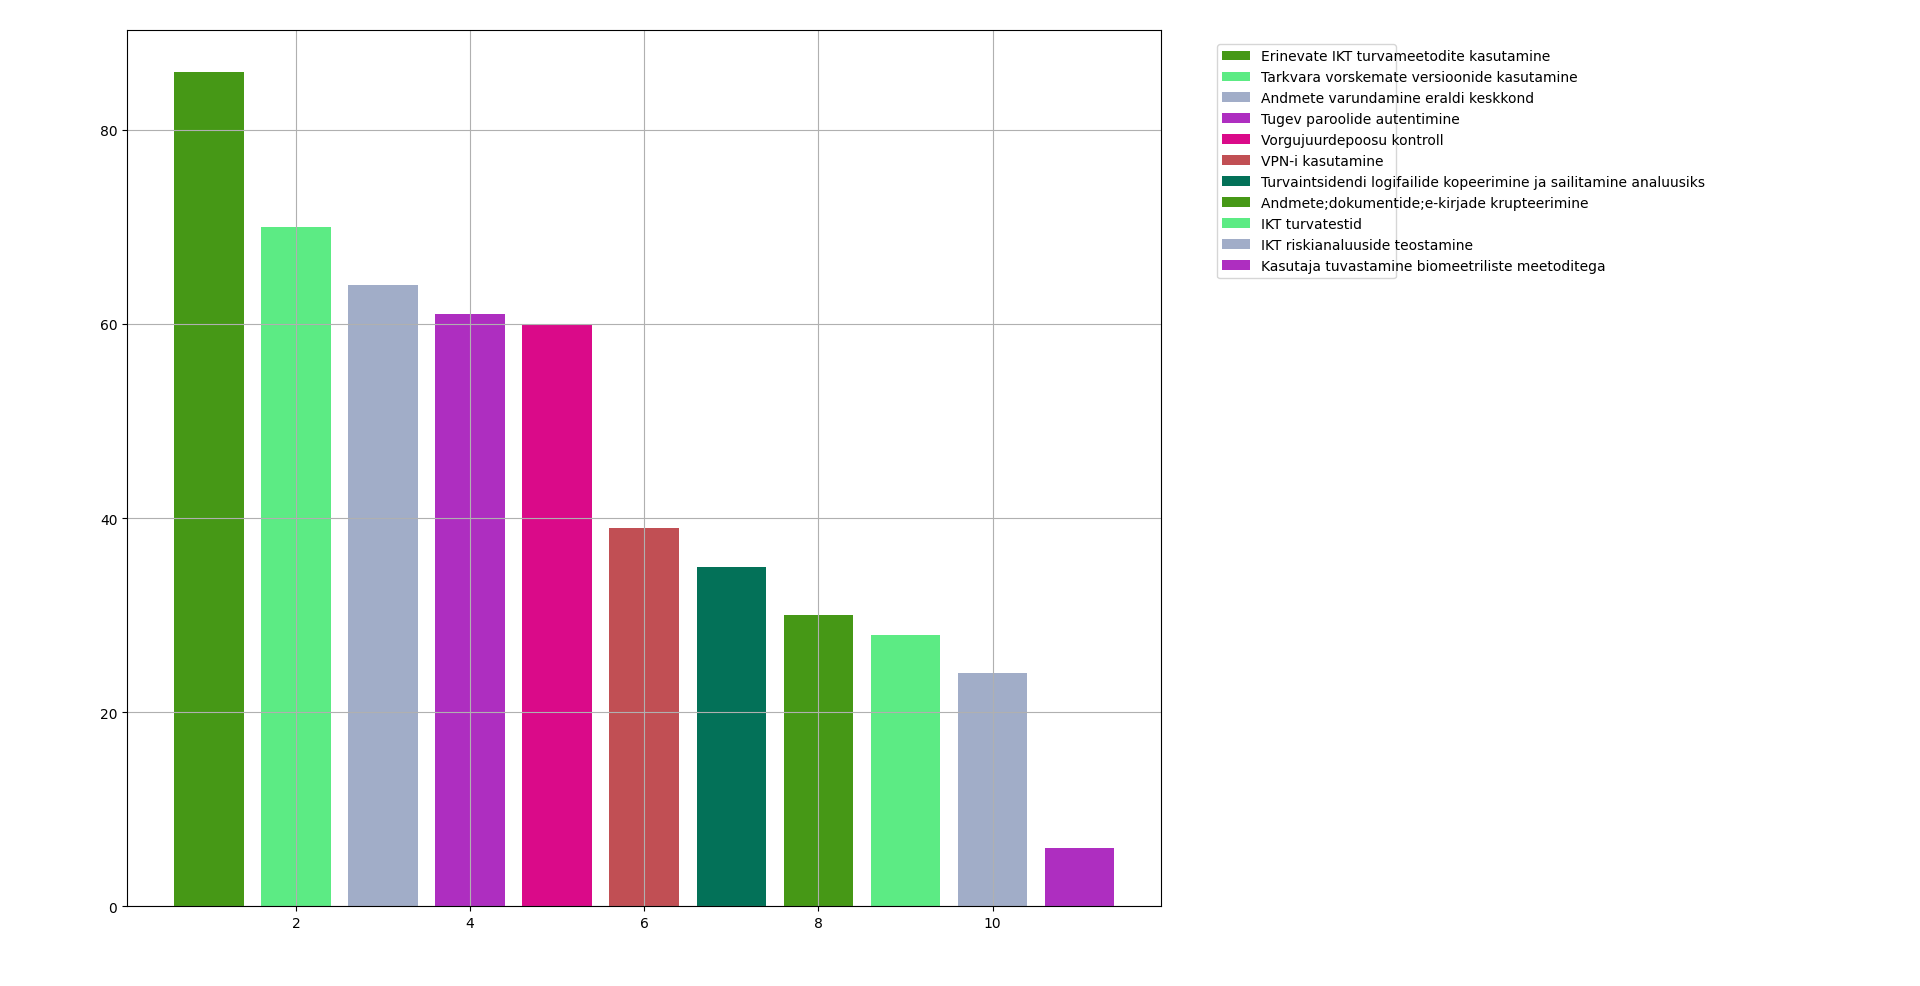 80
60
40
20
0
2
4
6
8
10
Erinevate IKT turvameetodite kasutamine
Tarkvara vorskemate versioonide kasutamine
Andmete varundamine eraldi keskkond
Tugev paroolide autentimine
Vorgujuurdepoosu kontroll
VPN-i kasutamine
Turvaintsidendi logifailide kopeerimine ja sailitamine analuusiks
Andmete;dokumentide;e-kirjade krupteerimine
IKT turvatestid
IKT riskianaluuside teostamine
Kasutaja tuvastamine biomeetriliste meetoditega